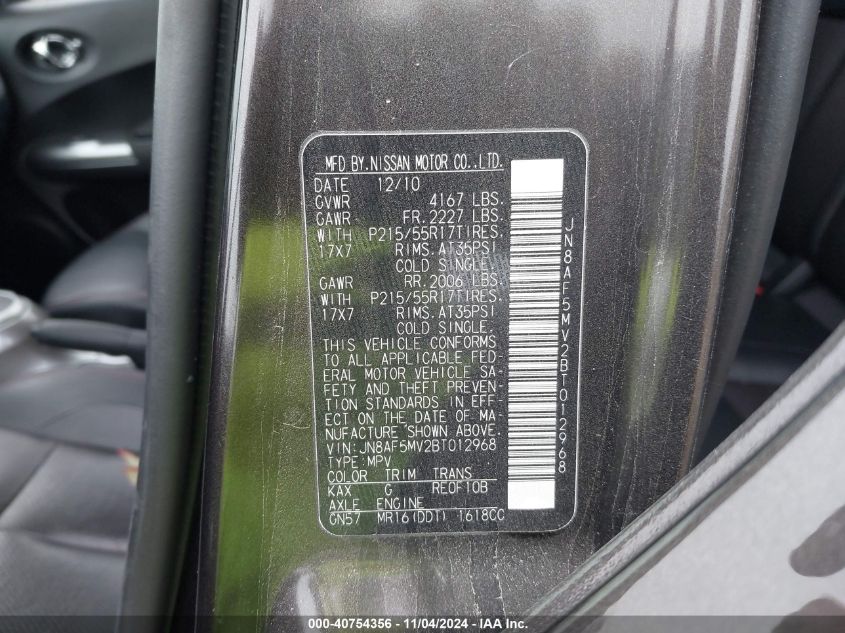 MFD BY.NISSAN MOTOR CO.,LTD.
DATE 12/10
GVWR 4167 LBS.
GAWR FR.2227 LBS.
WITH P215/55R17TIRES.
17X7 RIMS.AT35PSI
COLD SINGLE.
GAWR RR.2006 LBS.
WITH P215/55R17TIRES.
17X7 RIMS.AT35PSI
COLD SINGLE.
THIS VEHICLE CONFORMS
TO ALL APPLICABLE FED-
ERAL MOTOR VEHICLE SA-
FETY AND THEFT PREVEN-
TION STANDARDS IN EFF-
ECT ON THE DATE OF MA-
NUFACTURE SHOWN ABOVE.
VIN:JN8AF5MV2BT012968
TYPE:MPV
COLOR TRIM TRANS
KAX G RE0F10B
AXLE ENGINE
GN57 MR16(DDT) 1618CC
JN8AF5MV2BT012968
000-40754356 - 11/04/2024 - IAA Inc.